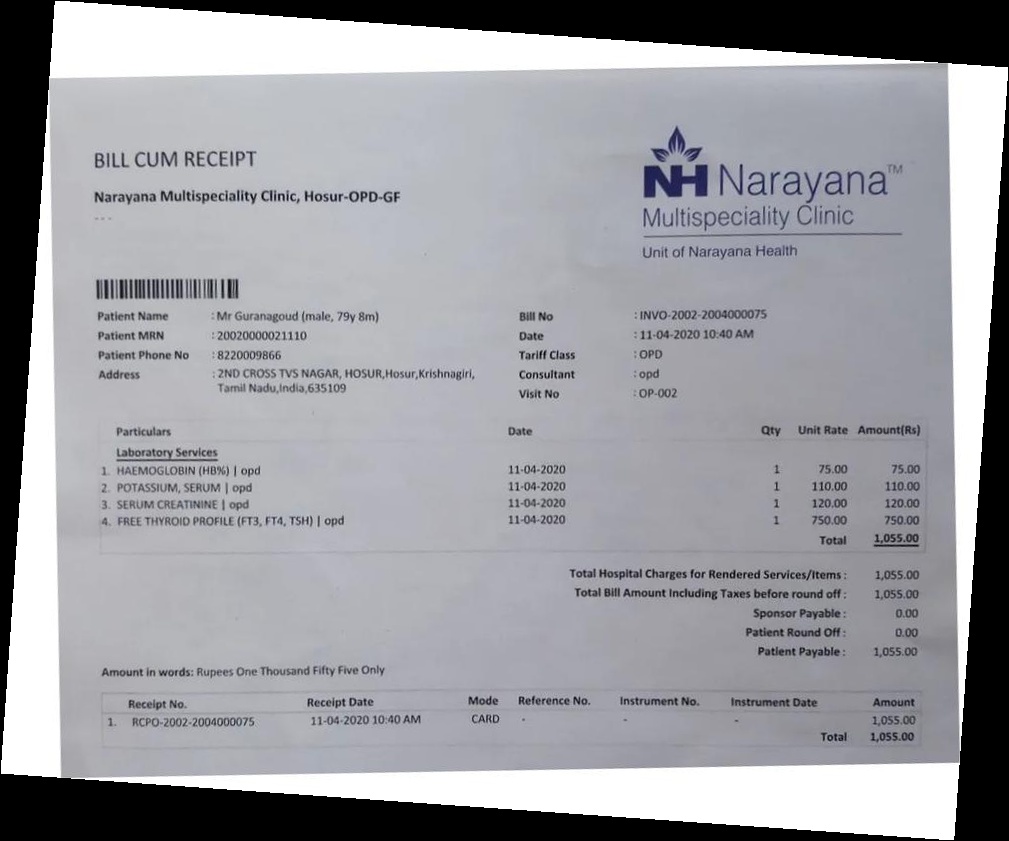 BILL CUM RECEIPT
Narayana Multispeciality Clinic, Hosur-OPD-GF
- - -
NH Narayana™
Multispeciality Clinic
Unit of Narayana Health
Patient Name : Mr Guranagoud (male, 79y 8m)
Patient MRN : 20020000021110
Patient Phone No : 8220009866
Address : 2ND CROSS TVS NAGAR, HOSUR,Hosur,Krishnagiri,
Tamil Nadu,India,635109
Bill No : INVO-2002-2004000075
Date : 11-04-2020 10:40 AM
Tariff Class : OPD
Consultant : opd
Visit No : OP-002
Particulars Date Qty Unit Rate Amount(Rs)
Laboratory Services
1. HAEMOGLOBIN (HB%) | opd 11-04-2020 1 75.00 75.00
2. POTASSIUM, SERUM | opd 11-04-2020 1 110.00 110.00
3. SERUM CREATININE | opd 11-04-2020 1 120.00 120.00
4. FREE THYROID PROFILE (FT3, FT4, TSH) | opd 11-04-2020 1 750.00 750.00
Total 1,055.00
Total Hospital Charges for Rendered Services/Items : 1,055.00
Total Bill Amount Including Taxes before round off : 1,055.00
Sponsor Payable : 0.00
Patient Round Off : 0.00
Patient Payable : 1,055.00
Amount in words: Rupees One Thousand Fifty Five Only
Receipt No. Receipt Date Mode Reference No. Instrument No. Instrument Date Amount
1. RCPO-2002-2004000075 11-04-2020 10:40 AM CARD - - - 1,055.00
Total 1,055.00